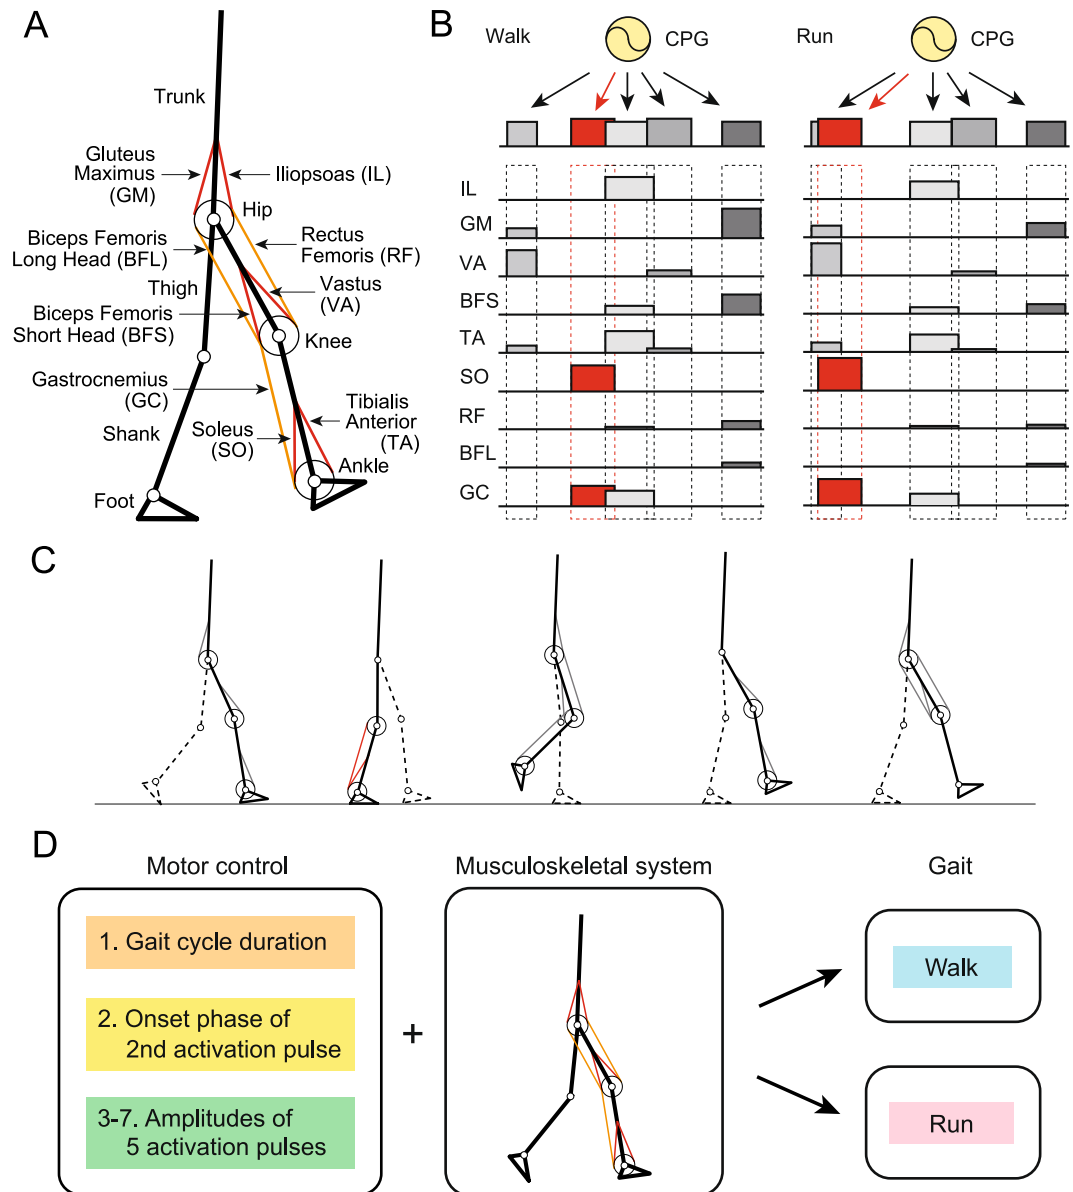 A
Trunk
Gluteus
Maximus
(GM)
Iliopsoas (IL)
Hip
Biceps Femoris
Long Head (BFL)
Rectus
Femoris (RF)
Thigh
Vastus
(VA)
Biceps Femoris
Short Head (BFS)
Knee
Gastrocnemius
(GC)
Tibialis
Anterior
(TA)
Shank
Soleus
(SO)
Ankle
Foot
B
Walk
CPG
Run
CPG
IL
GM
VA
BFS
TA
SO
RF
BFL
GC
C
D
Motor control
Musculoskeletal system
Gait
1. Gait cycle duration
2. Onset phase of
2nd activation pulse
3-7. Amplitudes of
5 activation pulses
+
Walk
Run